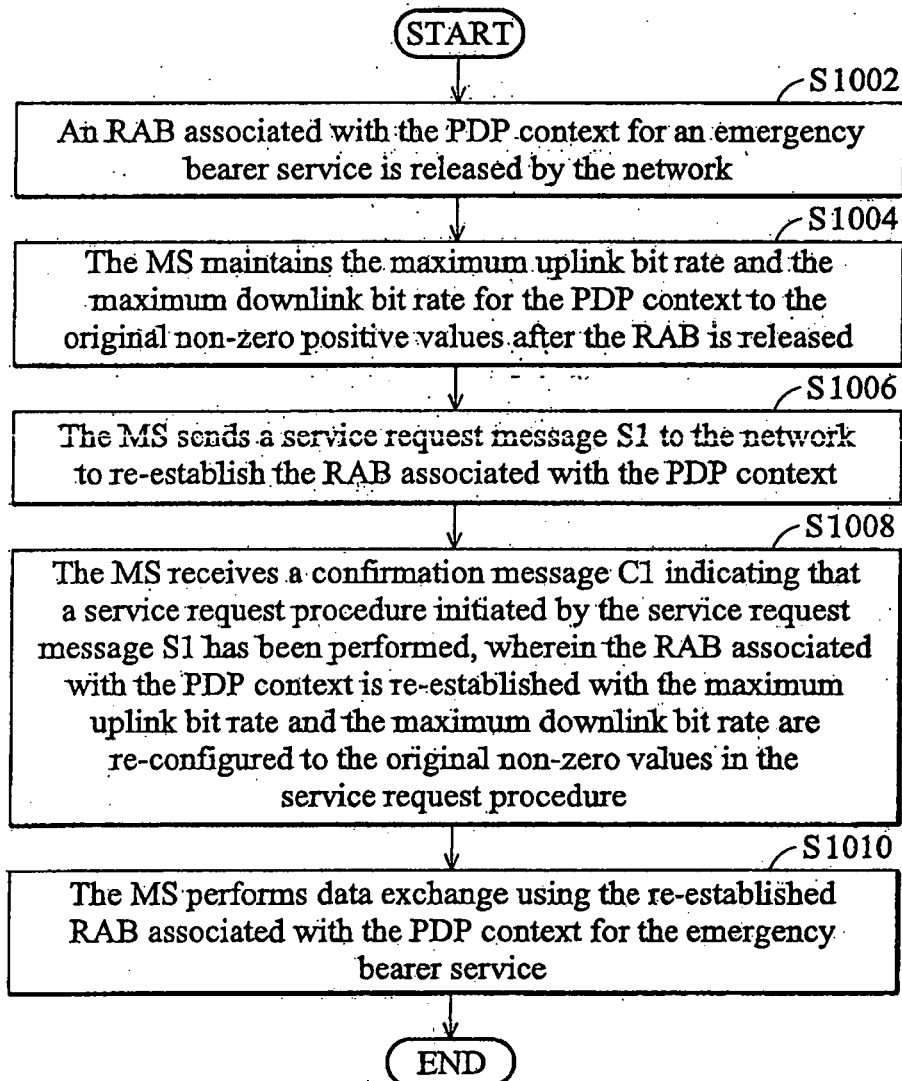 START
S1002
An RAB associated with the PDP context for an emergency
bearer service is released by the network
S1004
The MS maintains the maximum uplink bit rate and the
maximum downlink bit rate for the PDP context to the
original non-zero positive values after the RAB is released
S1006
The MS sends a service request message S1 to the network
to re-establish the RAB associated with the PDP context
S1008
The MS receives a confirmation message C1 indicating that
a service request procedure initiated by the service request
message S1 has been performed, wherein the RAB associated
with the PDP context is re-established with the maximum
uplink bit rate and the maximum downlink bit rate are
re-configured to the original non-zero values in the
service request procedure
S1010
The MS performs data exchange using the re-established
RAB associated with the PDP context for the emergency
bearer service
END